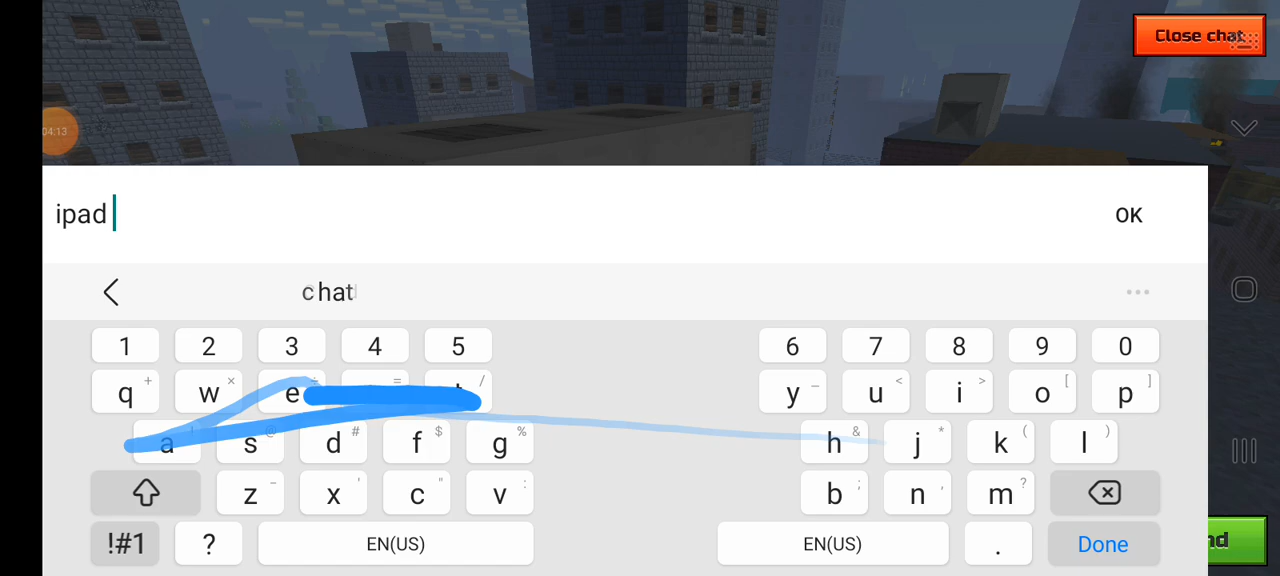 Close chat
04:13
ipad
OK
chat
1 2 3 4 5 6 7 8 9 0
q + w × e ÷ = / y _ u < i > o [ p ]
a ! s @ d # f $ g % h & j * k ( l )
z - x ' c " v : b ; n , m ?
!#1 ? EN(US) EN(US) . Done
nd